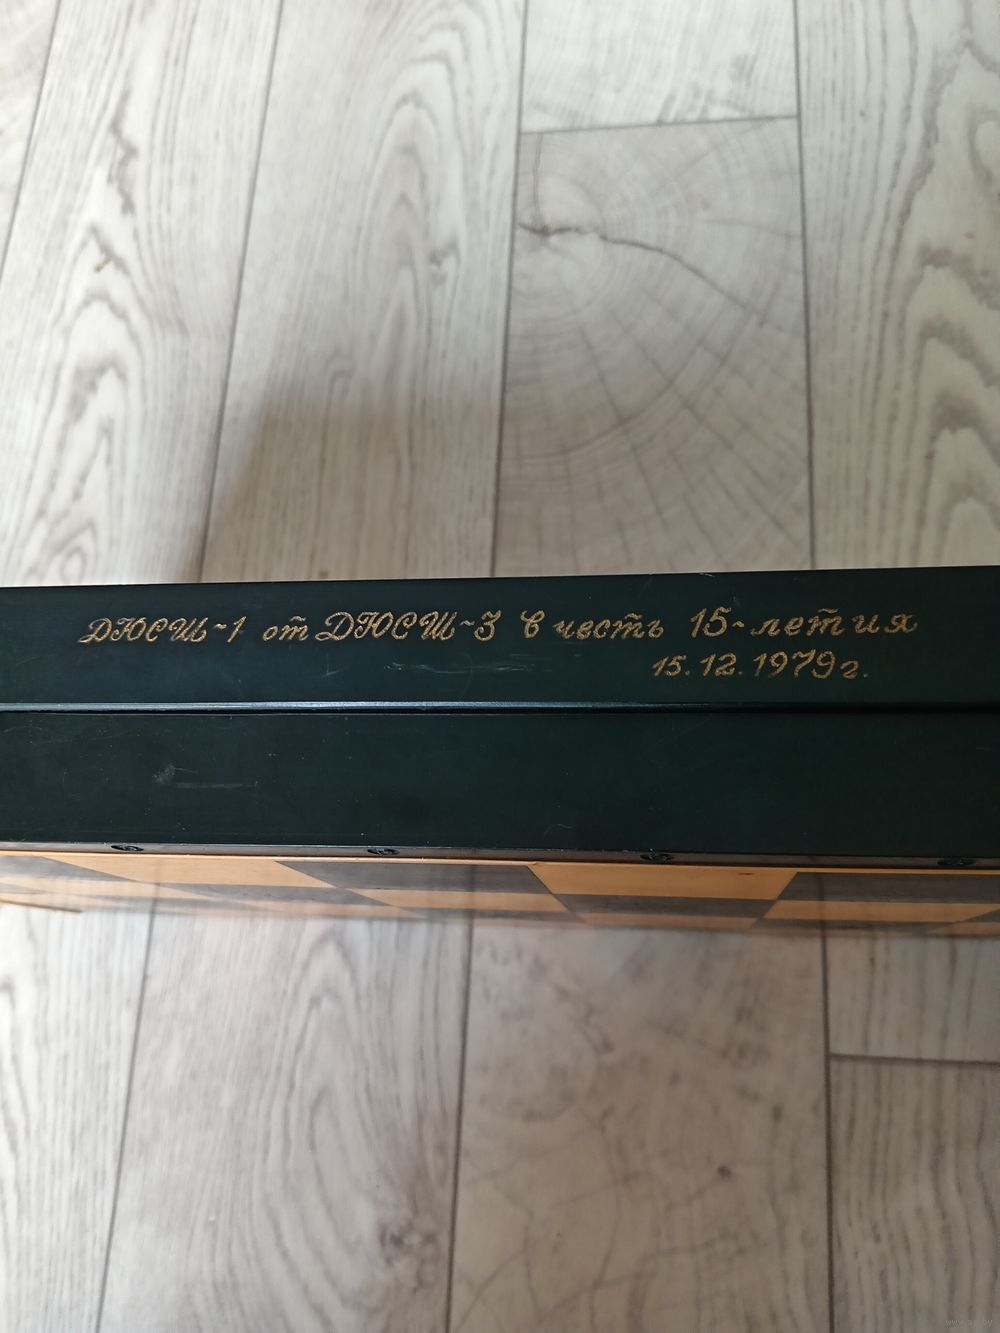 ДЮСШ-1 от ДЮСШ-3 в честь 15-летия
15.12.1979г.